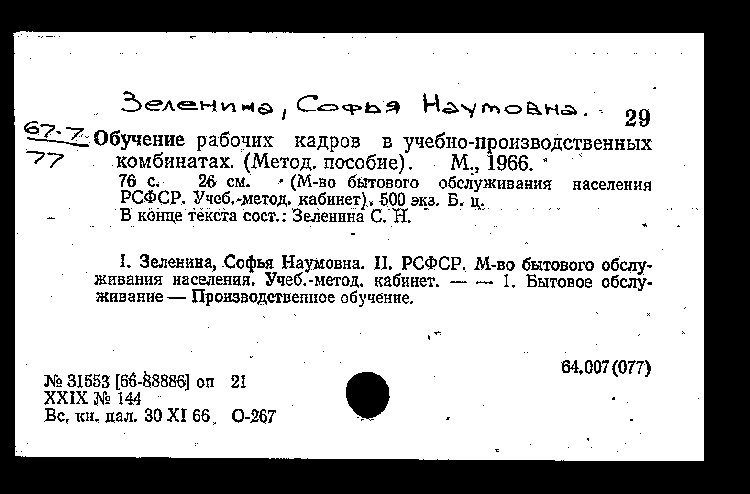 Зеленина, Софья Наумовна.
29
67-7
77
Обучение рабочих кадров в учебно-производственных
комбинатах. (Метод. пособие). М., 1966.
76 с. 26 см. (М-во бытового обслуживания населения
РСФСР. Учеб.-метод. кабинет). 500 экз. Б. ц.
В конце текста сост.: Зеленина С. Н.
I. Зеленина, Софья Наумовна. II. РСФСР. М-во бытового обслу-
живания населения. Учеб.-метод. кабинет. — — 1. Бытовое обслу-
живание — Производственное обучение.
64.007(077)
№ 31553 [66-88886] оп 21
XXIX № 144
Вс. кн. пал. 30 XI 66. О-267